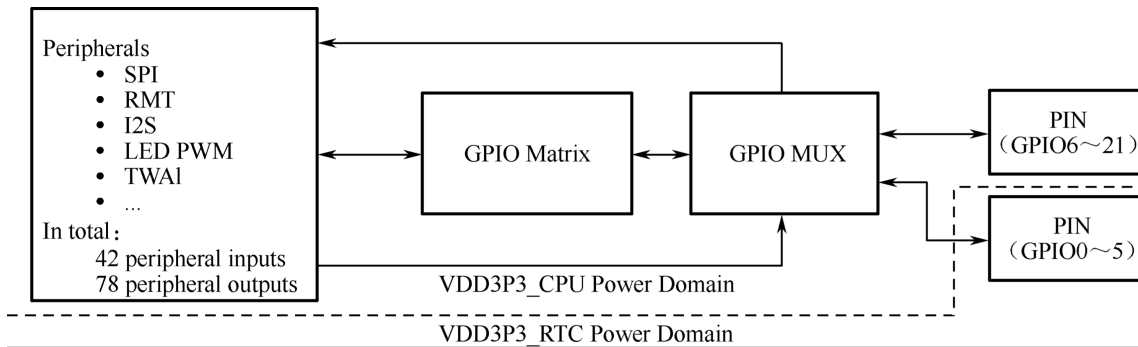 Peripherals
• SPI
• RMT
• I2S
• LED PWM
• TWAl
• ...
In total：
42 peripheral inputs
78 peripheral outputs
GPIO Matrix
GPIO MUX
PIN
（GPIO6～21）
PIN
（GPIO0～5）
VDD3P3_CPU Power Domain
VDD3P3_RTC Power Domain